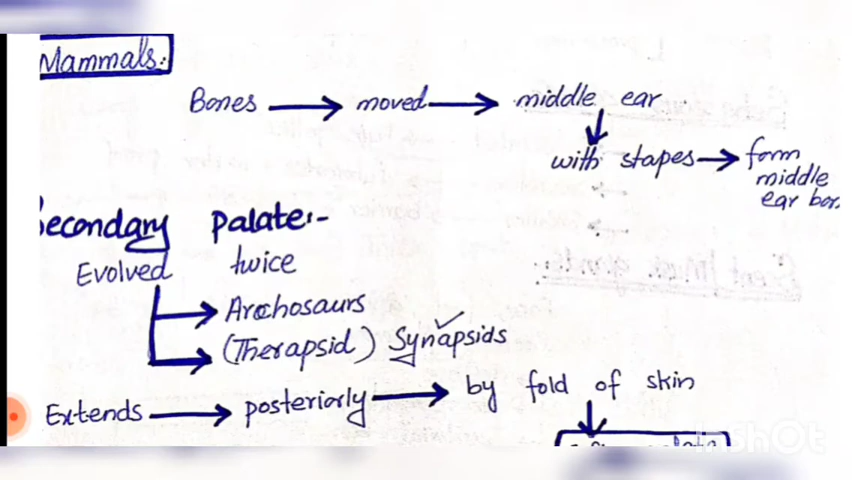 Mammals:
Bones → moved → middle ear
with stapes → form
middle
ear
Secondary Palate:-
Evolved twice
Archosaurs
(Therapsid) Synapsids
Extends → posteriorly → by fold of skin
InShOt